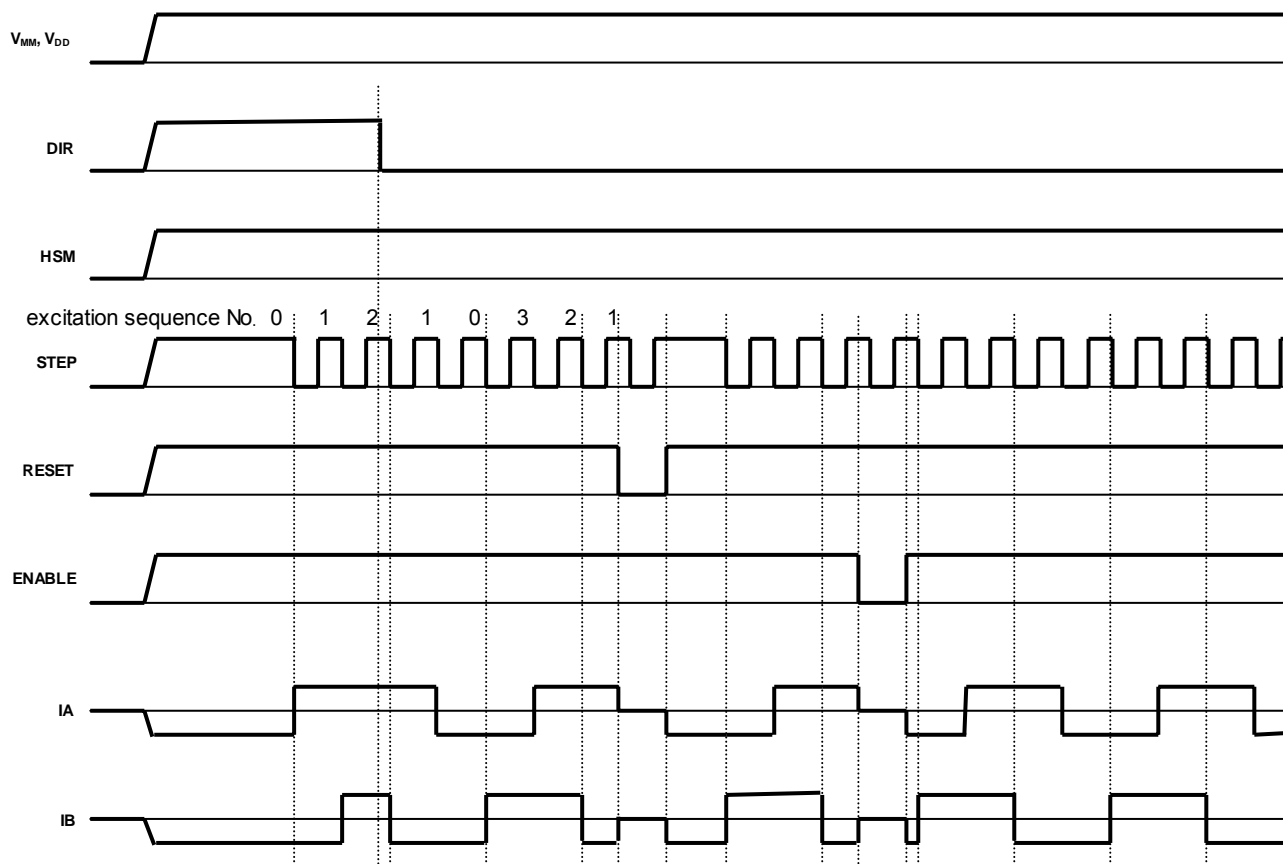 VMM, VDD
DIR
HSM
excitation sequence No. 0 1 2 1 0 3 2 1
STEP
RESET
ENABLE
IA
IB